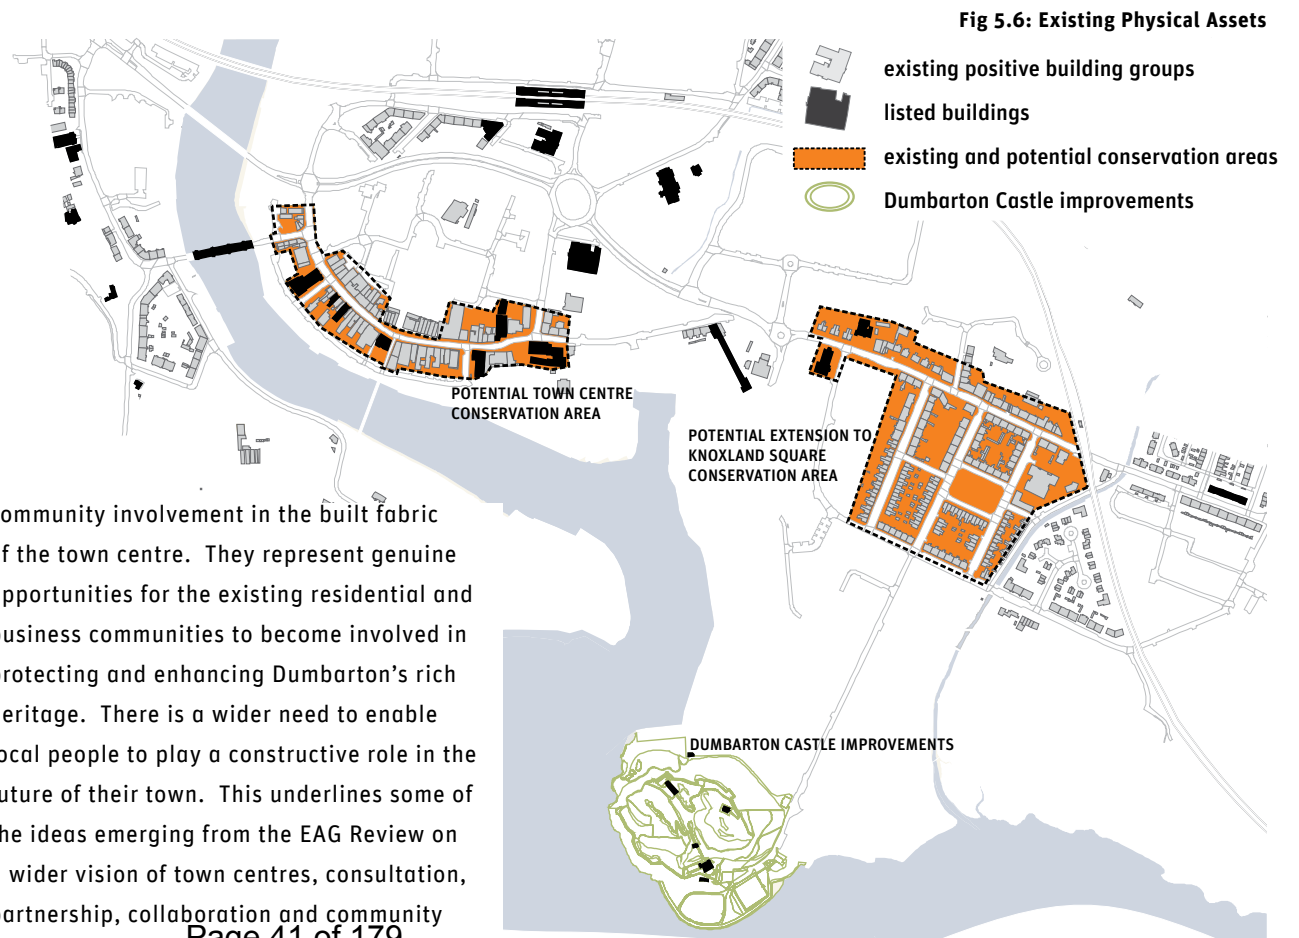 Fig 5.6: Existing Physical Assets
existing positive building groups
listed buildings
existing and potential conservation areas
Dumbarton Castle improvements
POTENTIAL TOWN CENTRE
CONSERVATION AREA
POTENTIAL EXTENSION TO
KNOXLAND SQUARE
CONSERVATION AREA
DUMBARTON CASTLE IMPROVEMENTS
ommunity involvement in the built fabric
f the town centre. They represent genuine
pportunities for the existing residential and
usiness communities to become involved in
rotecting and enhancing Dumbarton’s rich
eritage. There is a wider need to enable
ocal people to play a constructive role in the
uture of their town. This underlines some of
he ideas emerging from the EAG Review on
wider vision of town centres, consultation,
artnership, collaboration and community
Page 41 of 179